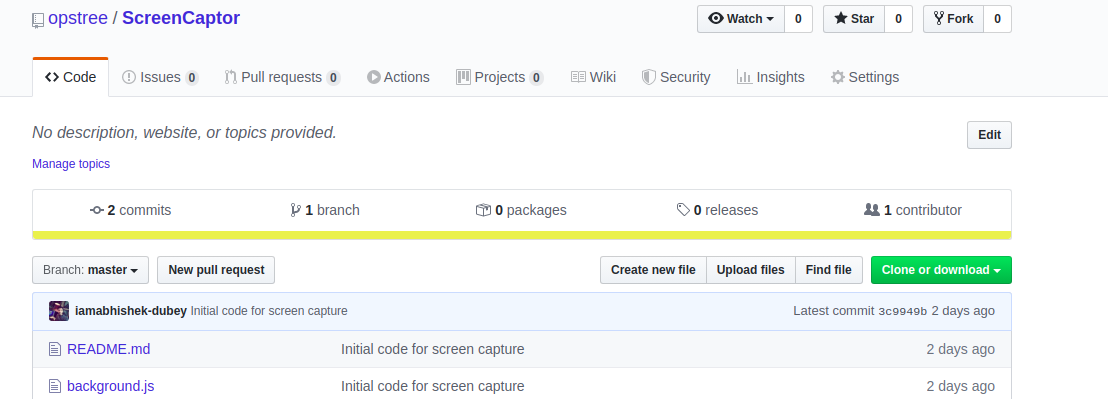 opstree / ScreenCaptor Watch 0 Star 0 Fork 0
Code Issues 0 Pull requests 0 Actions Projects 0 Wiki Security Insights Settings
No description, website, or topics provided. Edit
Manage topics
2 commits 1 branch 0 packages 0 releases 1 contributor
Branch: master New pull request Create new file Upload files Find file Clone or download
iamabhishek-dubey Initial code for screen capture Latest commit 3c9949b 2 days ago
README.md Initial code for screen capture 2 days ago
background.js Initial code for screen capture 2 days ago